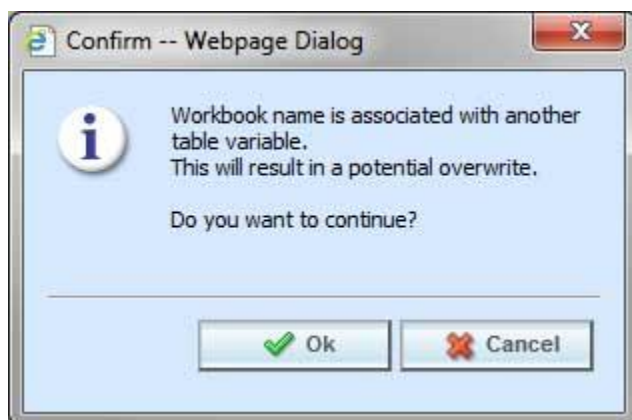 Confirm -- Webpage Dialog
Workbook name is associated with another
table variable.
This will result in a potential overwrite.
Do you want to continue?
Ok
Cancel